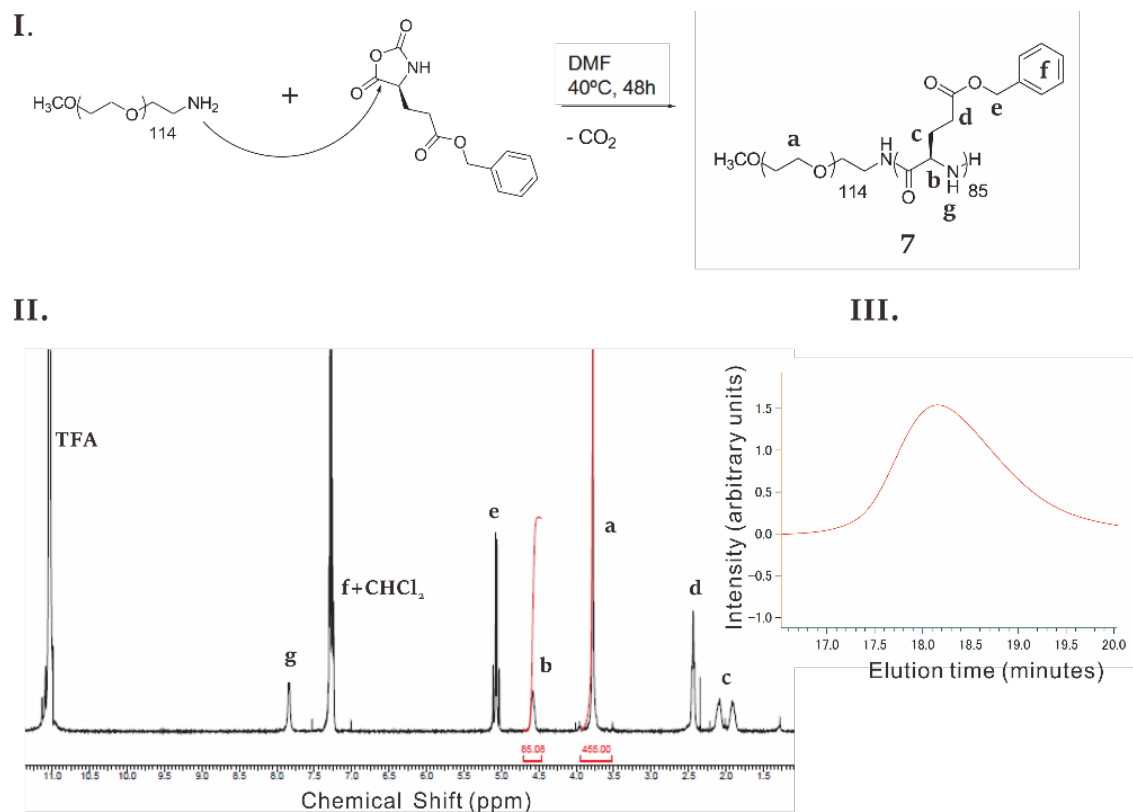 I.
O
O
O
NH
H₃CO
O
NH₂
114
+
O
O
DMF
40ºC, 48h
- CO₂
f
O
O
e
d
c
a
H₃CO
O
114
H
N
O
b
N
H
g
H
85
7
II.
III.
TFA
g
f+CHCl₂
e
b
a
d
c
85.08
455.00
11.0 10.5 10.0 9.5 9.0 8.5 8.0 7.5 7.0 6.5 6.0 5.5 5.0 4.5 4.0 3.5 3.0 2.5 2.0 1.5
Chemical Shift (ppm)
Intensity (arbitrary units)
1.5
1.0
0.5
0.0
−0.5
−1.0
17.0 17.5 18.0 18.5 19.0 19.5 20.0
Elution time (minutes)